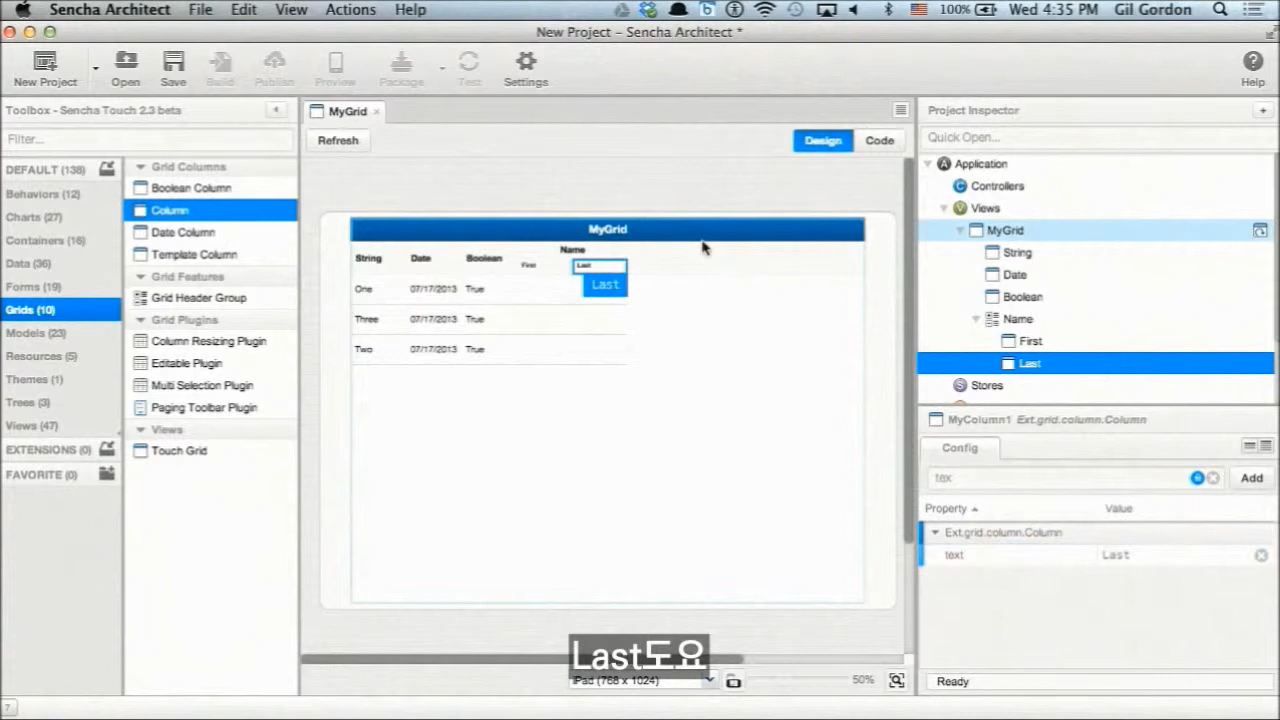 Sencha Architect File Edit View Actions Help 100% Wed 4:35 PM Gil Gordon
New Project – Sencha Architect *
New Project Open Save Build Publish Preview Package Test Settings Help
Toolbox - Sencha Touch 2.3 beta
Filter...
DEFAULT (138)
Behaviors (12)
Charts (27)
Containers (16)
Data (36)
Forms (19)
Grids (10)
Models (23)
Resources (5)
Themes (1)
Trees (3)
Views (47)
EXTENSIONS (0)
FAVORITE (0)
Grid Columns
Boolean Column
Column
Date Column
Template Column
Grid Features
Grid Header Group
Grid Plugins
Column Resizing Plugin
Editable Plugin
Multi Selection Plugin
Paging Toolbar Plugin
Views
Touch Grid
MyGrid
Refresh
Design Code
MyGrid
Name
String Date Boolean First Last
Last
One 07/17/2013 True
Three 07/17/2013 True
Two 07/17/2013 True
Last도요
iPad (768 x 1024) 50%
Project Inspector
Quick Open...
Application
Controllers
Views
MyGrid
String
Date
Boolean
Name
First
Last
Stores
MyColumn1 Ext.grid.column.Column
Config
tex Add
Property Value
Ext.grid.column.Column
text Last
Ready
7